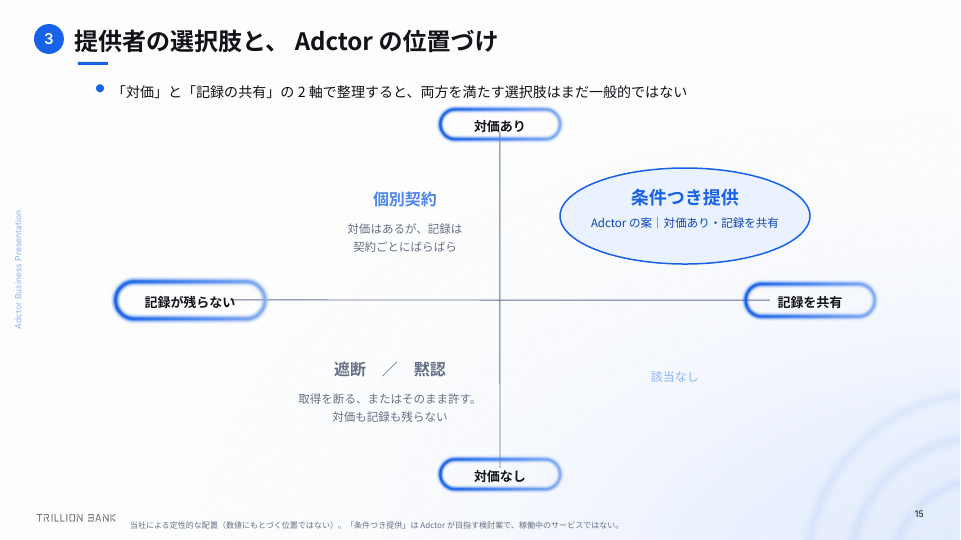 3 提供者の選択肢と、 Adctor の位置づけ
「対価」と「記録の共有」の 2 軸で整理すると、両方を満たす選択肢はまだ一般的ではない
対価あり
個別契約
対価はあるが、記録は
契約ごとにばらばら
条件つき提供
Adctor の案｜対価あり・記録を共有
Adctor Business Presentation
記録が残らない
記録を共有
遮断 ／ 黙認
取得を断る、またはそのまま許す。
対価も記録も残らない
該当なし
対価なし
TRILLION BANK
当社による定性的な配置（数値にもとづく位置ではない）。「条件つき提供」は Adctor が目指す検討案で、稼働中のサービスではない。
15